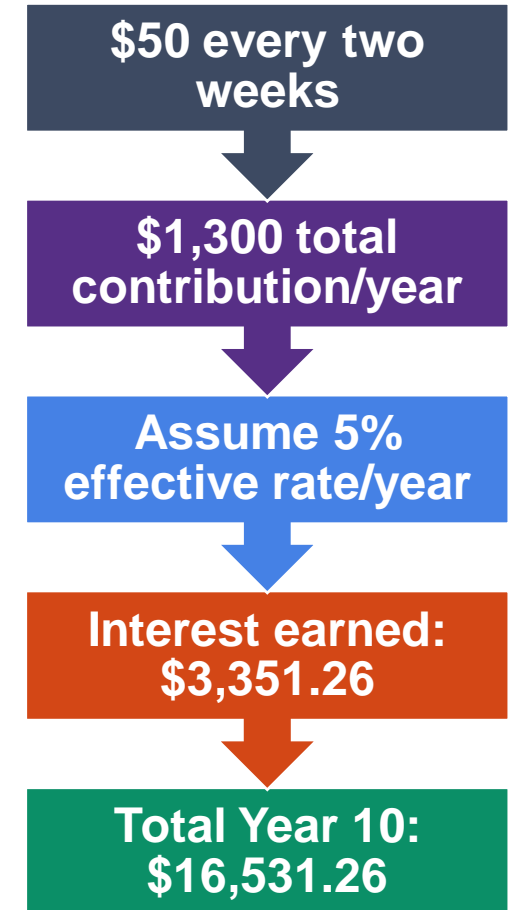 $50 every two
weeks
$1,300 total
contribution/year
Assume 5%
effective rate/year
Interest earned:
$3,351.26
Total Year 10:
$16,531.26